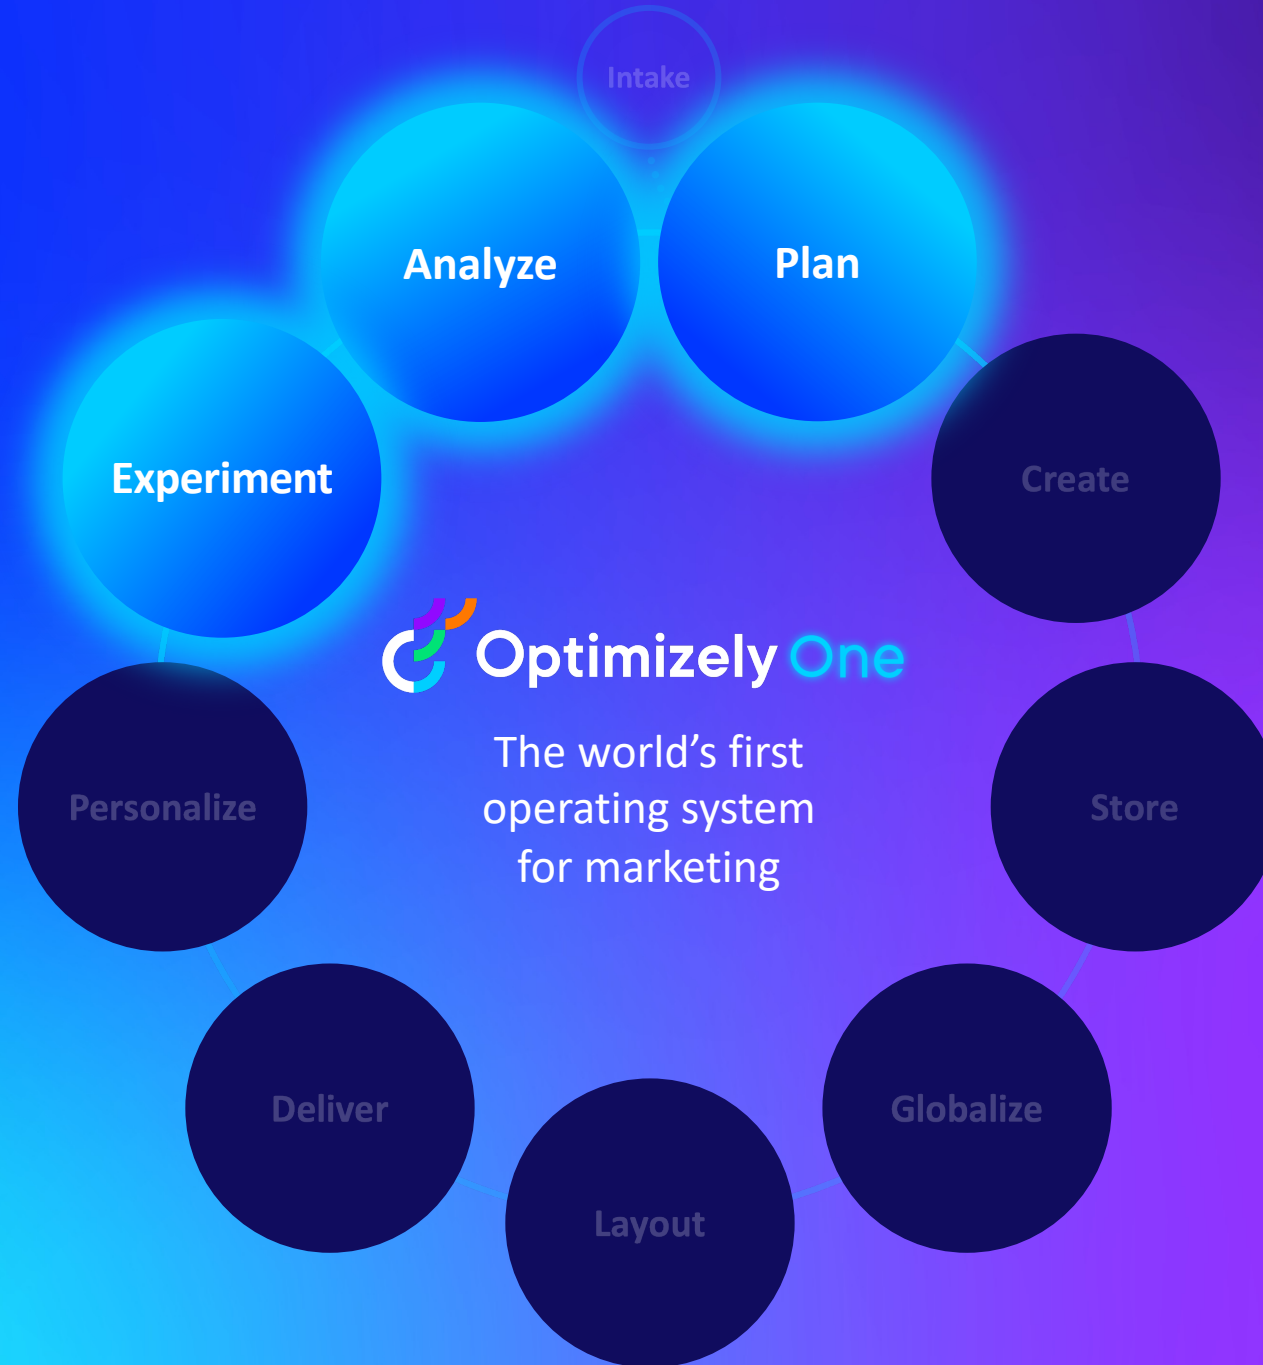 Intake
Analyze
Plan
Experiment
Create
Optimizely One
The world’s first
operating system
for marketing
Personalize
Store
Deliver
Globalize
Layout